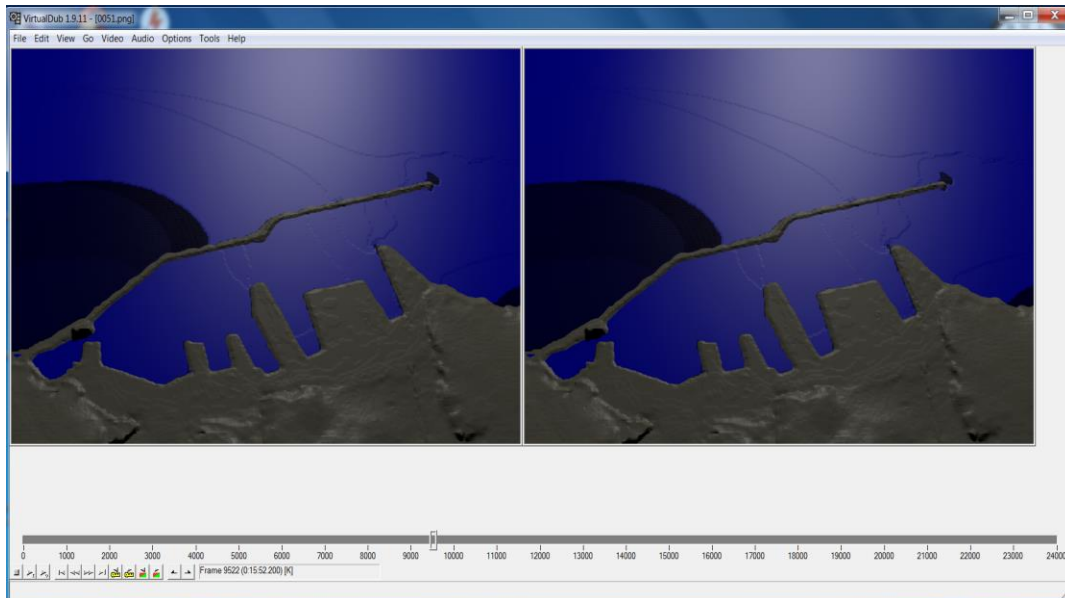 VirtualDub 1.9.11 - [0051.png]
File Edit View Go Video Audio Options Tools Help
0 1000 2000 3000 4000 5000 6000 7000 8000 9000 10000 11000 12000 13000 14000 15000 16000 17000 18000 19000 20000 21000 22000 23000 24000
Frame 9522 (0:15:52.200) [K]